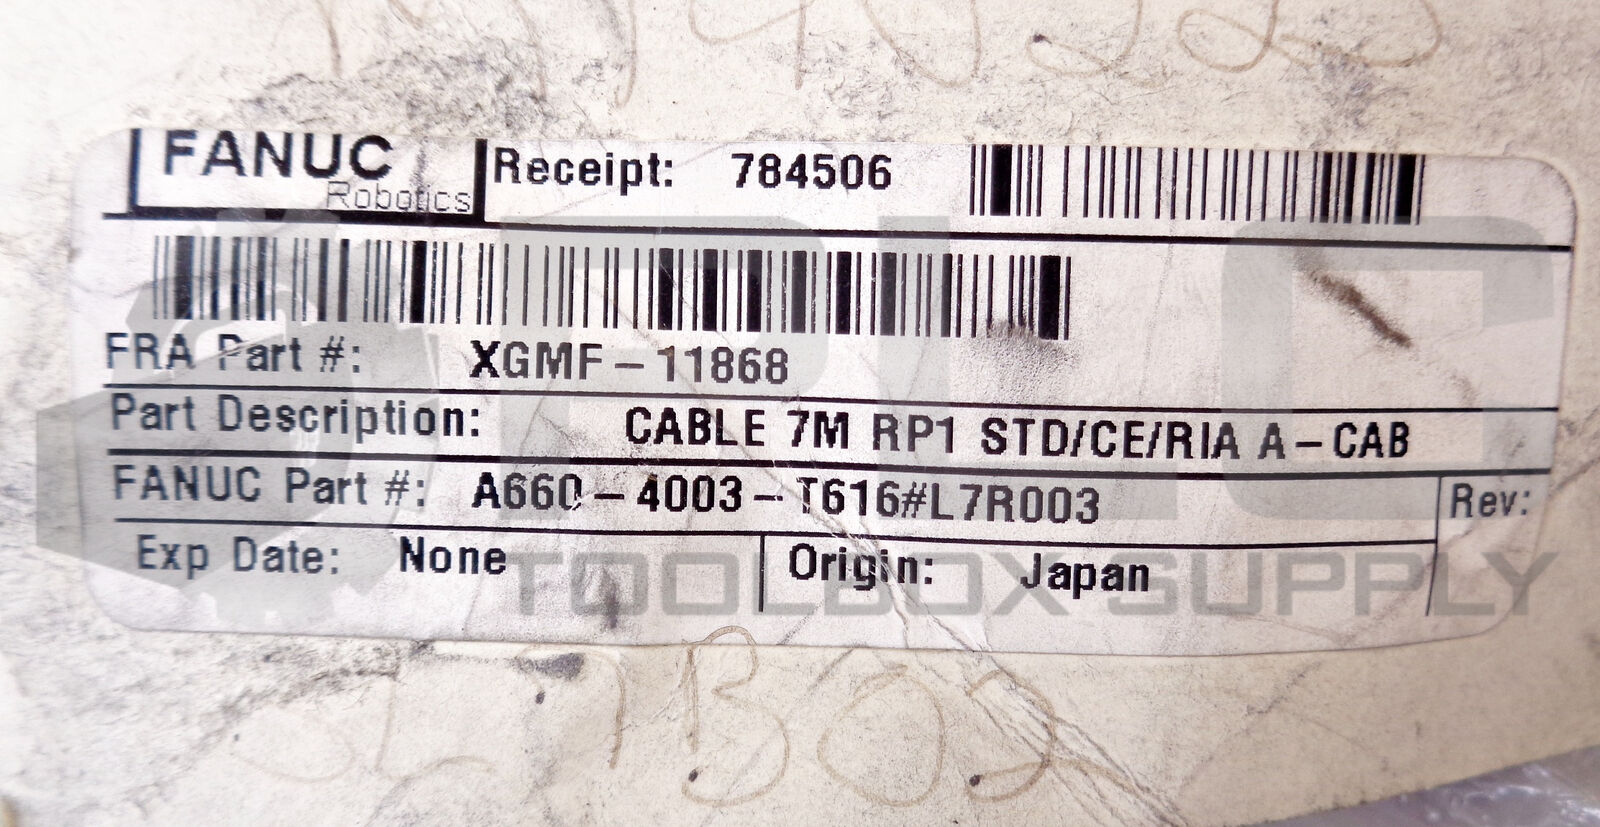 FANUC
Robotics
Receipt: 784506
FRA Part #: XGMF-11868
Part Description: CABLE 7M RP1 STD/CE/RIA A-CAB
FANUC Part #: A660-4003-T616#L7R003
Rev:
Exp Date: None
Origin: Japan
PLC
TOOLBOX SUPPLY